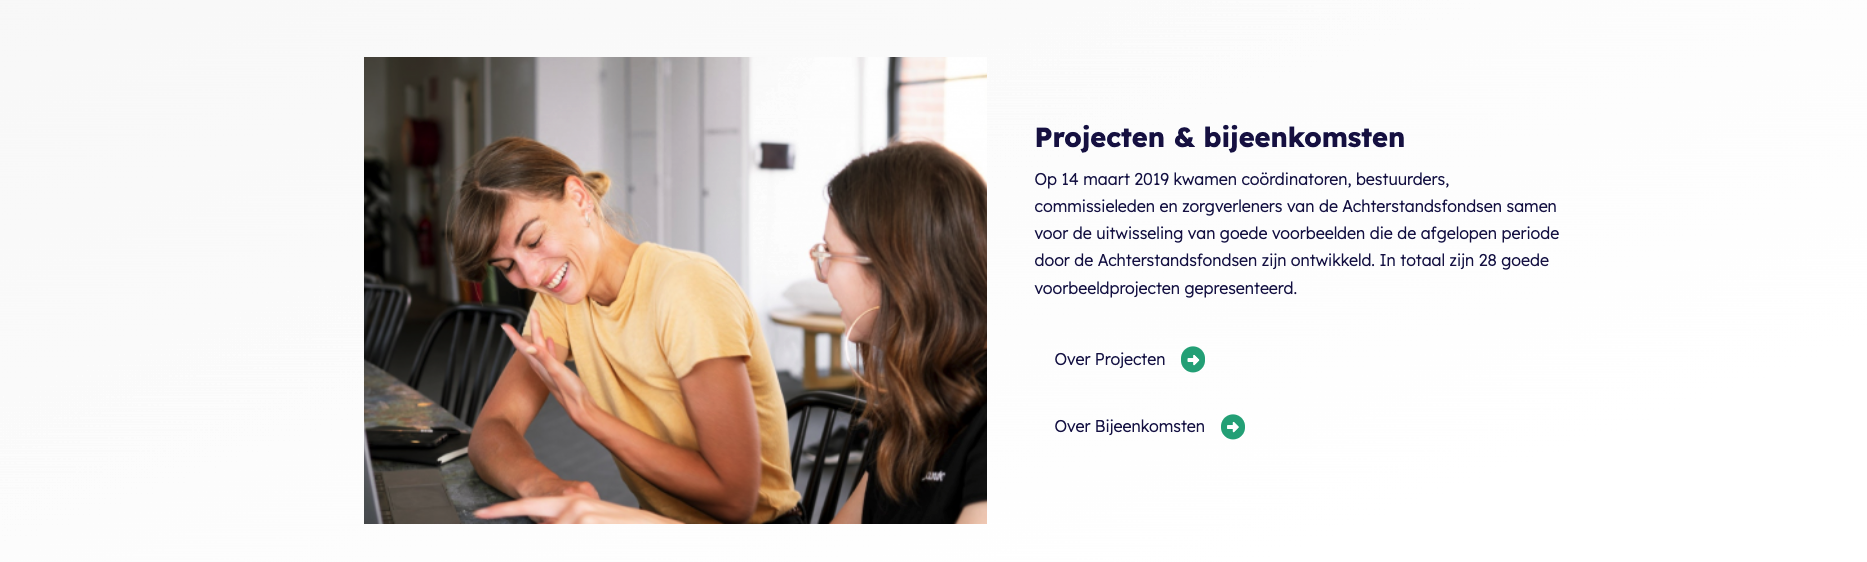 Projecten & bijeenkomsten
Op 14 maart 2019 kwamen coördinatoren, bestuurders,
commissieleden en zorgverleners van de Achterstandsfondsen samen
voor de uitwisseling van goede voorbeelden die de afgelopen periode
door de Achterstandsfondsen zijn ontwikkeld. In totaal zijn 28 goede
voorbeeldprojecten gepresenteerd.
Over Projecten
Over Bijeenkomsten